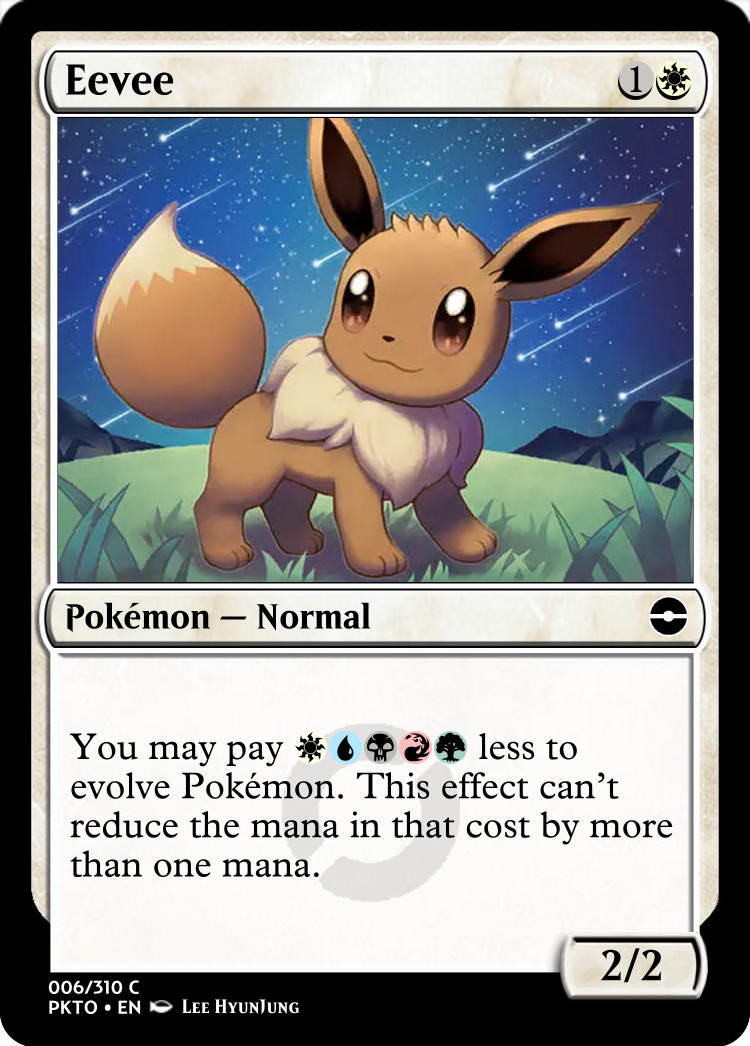 Eevee 1
Pokémon — Normal
You may pay less to
evolve Pokémon. This effect can't
reduce the mana in that cost by more
than one mana.
2/2
006/310 C
PKTO • EN Lee HyunJung